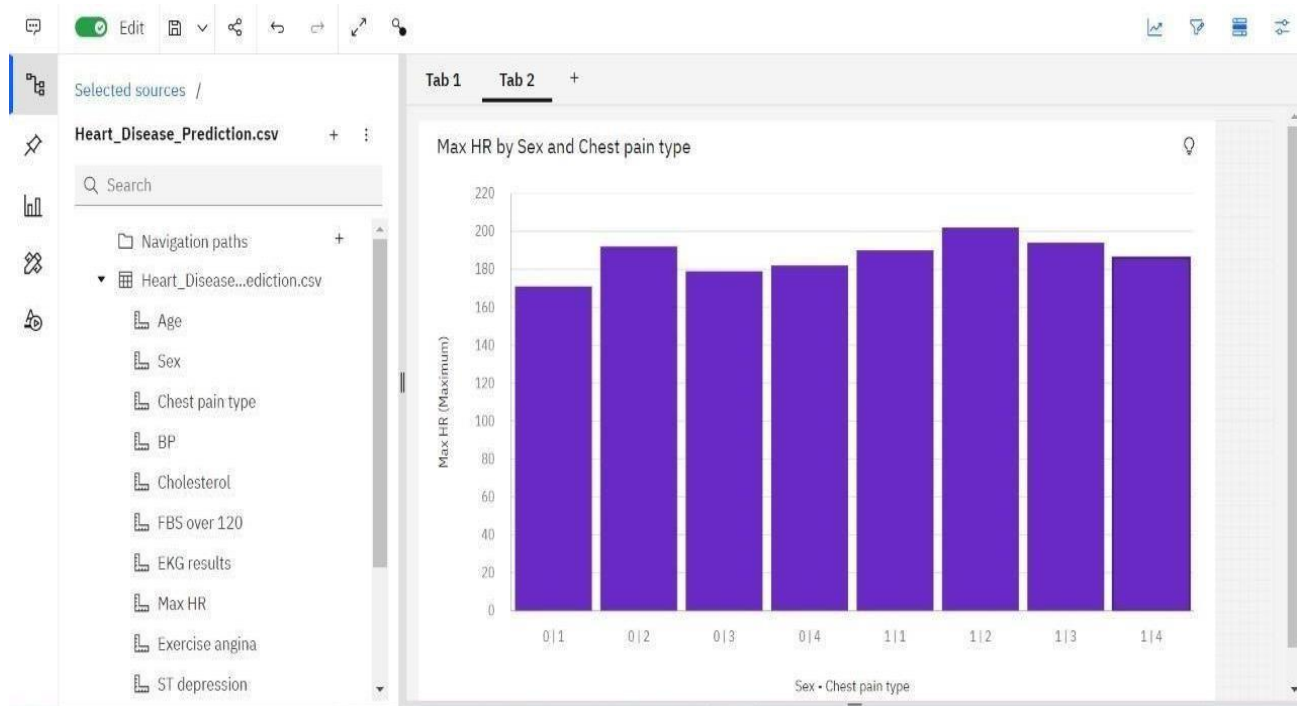 Edit
Selected sources /
Heart_Disease_Prediction.csv
Search
Navigation paths
Heart_Disease...ediction.csv
Age
Sex
Chest pain type
BP
Cholesterol
FBS over 120
EKG results
Max HR
Exercise angina
ST depression
Tab 1 Tab 2 +
Max HR by Sex and Chest pain type
Max HR (Maximum)
220
200
180
160
140
120
100
80
60
40
20
0
0|1 0|2 0|3 0|4 1|1 1|2 1|3 1|4
Sex • Chest pain type